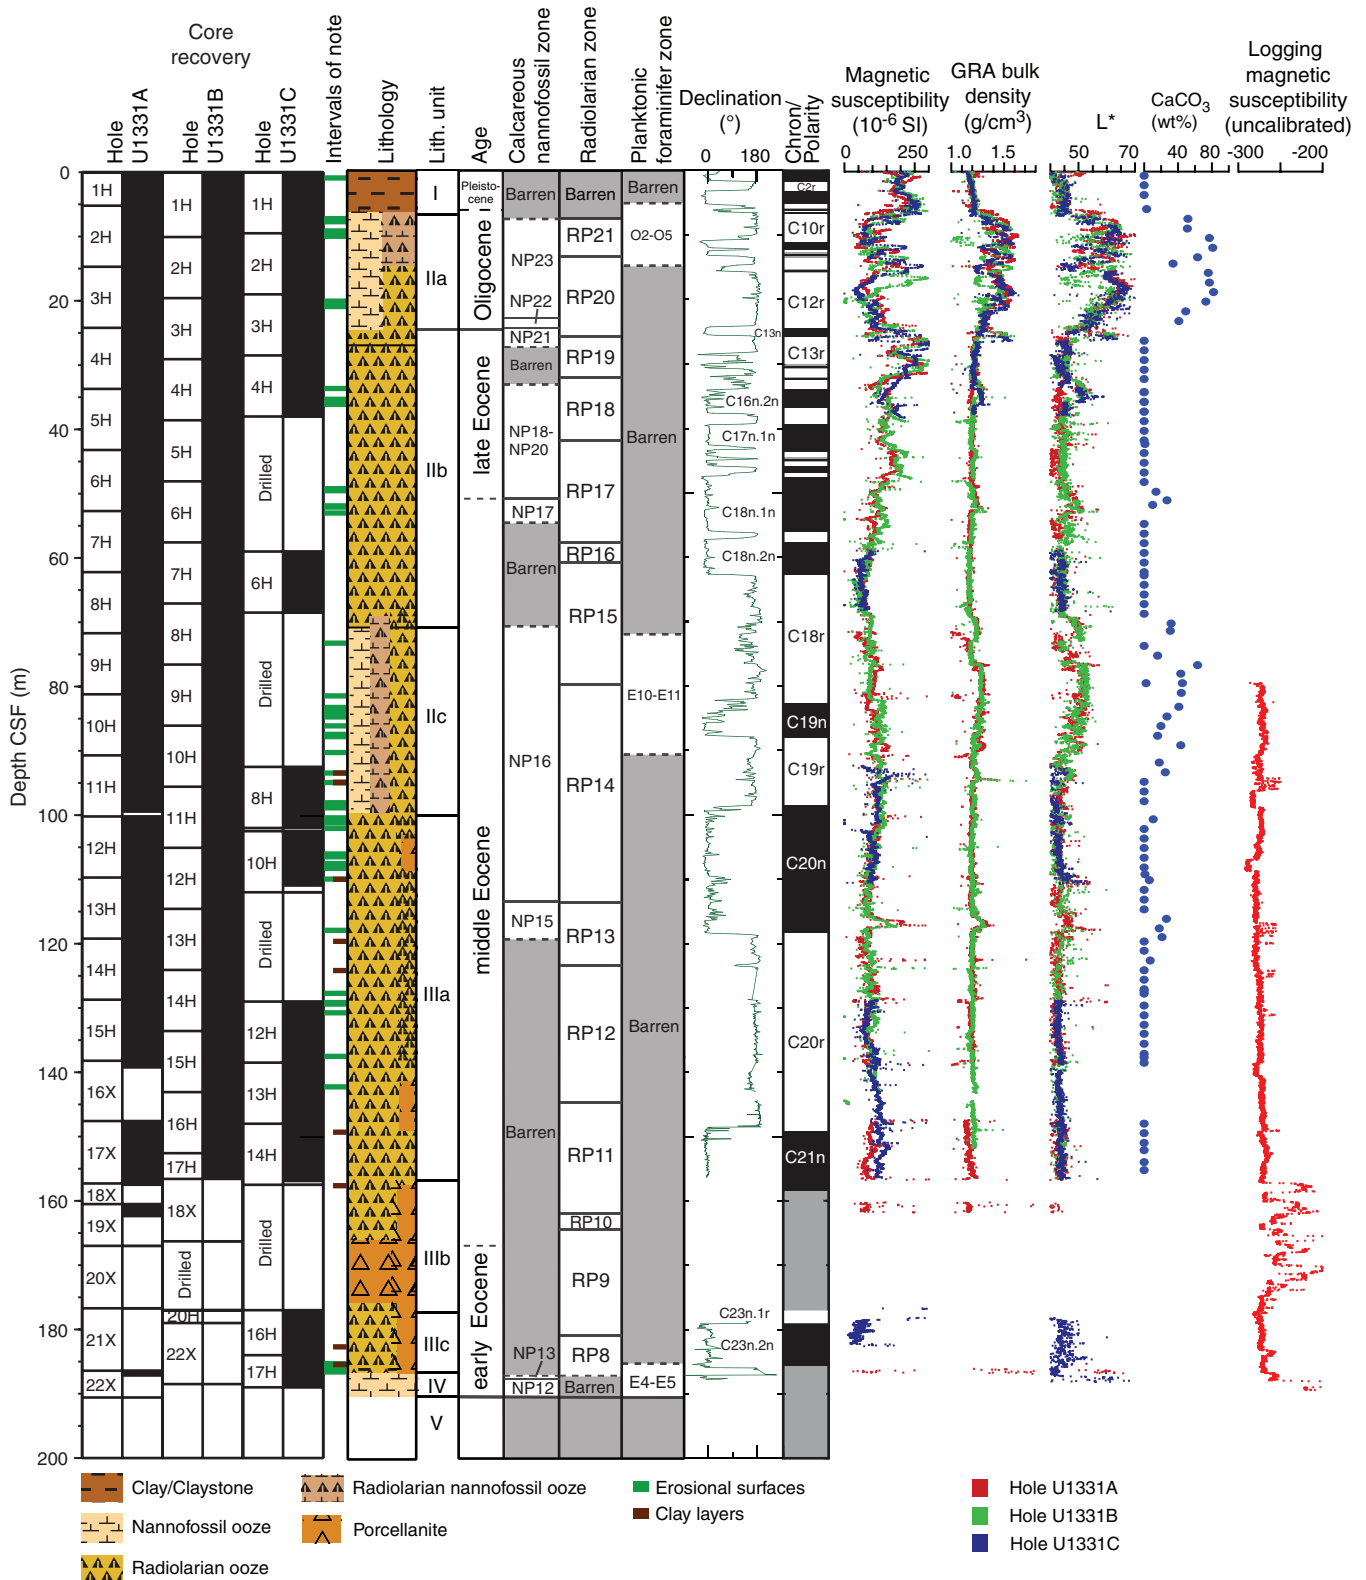 Core
recovery
Hole
U1331A
Hole
U1331B
Hole
U1331C
Intervals of note
Lithology
Lith. unit
Age
Calcareous
nannofossil zone
Radiolarian zone
Planktonic
foraminifer zone
Declination
(°)
Chron/
Polarity
Magnetic
susceptibility
(10-6 SI)
GRA bulk
density
(g/cm3)
L*
CaCO3
(wt%)
Logging
magnetic
susceptibility
(uncalibrated)
0 180
0 250
1.0 1.5
50 70
0 40 80
-300 -200
Depth CSF (m)
0
20
40
60
80
100
120
140
160
180
200
1H
2H
3H
4H
5H
6H
7H
8H
9H
10H
11H
12H
13H
14H
15H
16X
17X
18X
19X
20X
21X
22X
1H
2H
3H
4H
5H
6H
7H
8H
9H
10H
11H
12H
13H
14H
15H
16H
17H
18X
Drilled
20H
22X
1H
2H
3H
4H
Drilled
6H
Drilled
8H
10H
Drilled
12H
13H
14H
Drilled
16H
17H
I
IIa
IIb
IIc
IIIa
IIIb
IIIc
IV
V
Pleisto-
cene
Oligocene
late Eocene
middle Eocene
early Eocene
Barren
NP23
NP22
NP21
Barren
NP18-
NP20
NP17
Barren
NP16
NP15
Barren
NP13
NP12
Barren
RP21
RP20
RP19
RP18
RP17
RP16
RP15
RP14
RP13
RP12
RP11
RP10
RP9
RP8
Barren
Barren
O2-O5
Barren
E10-E11
Barren
E4-E5
C2r
C10r
C12r
C13n
C13r
C16n.2n
C17n.1n
C18n.1n
C18n.2n
C18r
C19n
C19r
C20n
C20r
C21n
C23n.1r
C23n.2n
Clay/Claystone
Nannofossil ooze
Radiolarian ooze
Radiolarian nannofossil ooze
Porcellanite
Erosional surfaces
Clay layers
Hole U1331A
Hole U1331B
Hole U1331C